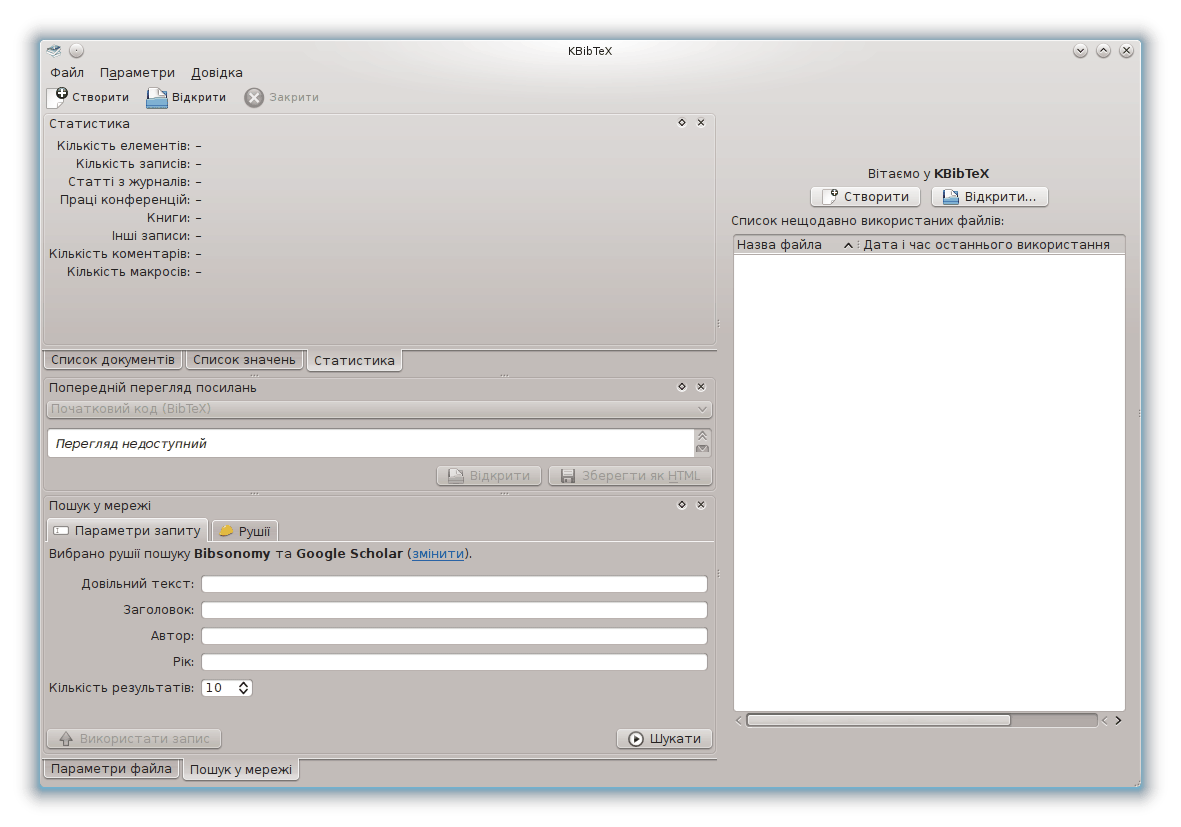 KBibTeX
Файл Параметри Довідка
Створити Відкрити Закрити
Статистика
Кількість елементів: –
Кількість записів: –
Статті з журналів: –
Праці конференцій: –
Книги: –
Інші записи: –
Кількість коментарів: –
Кількість макросів: –
Список документів Список значень Статистика
Попередній перегляд посилань
Початковий код (BibTeX)
Перегляд недоступний
Відкрити Зберегти як HTML
Пошук у мережі
Параметри запиту Рушії
Вибрано рушії пошуку Bibsonomy та Google Scholar (змінити).
Довільний текст:
Заголовок:
Автор:
Рік:
Кількість результатів: 10
Використати запис Шукати
Параметри файла Пошук у мережі
Вітаємо у KBibTeX
Створити Відкрити...
Список нещодавно використаних файлів:
Назва файла Дата і час останнього використання